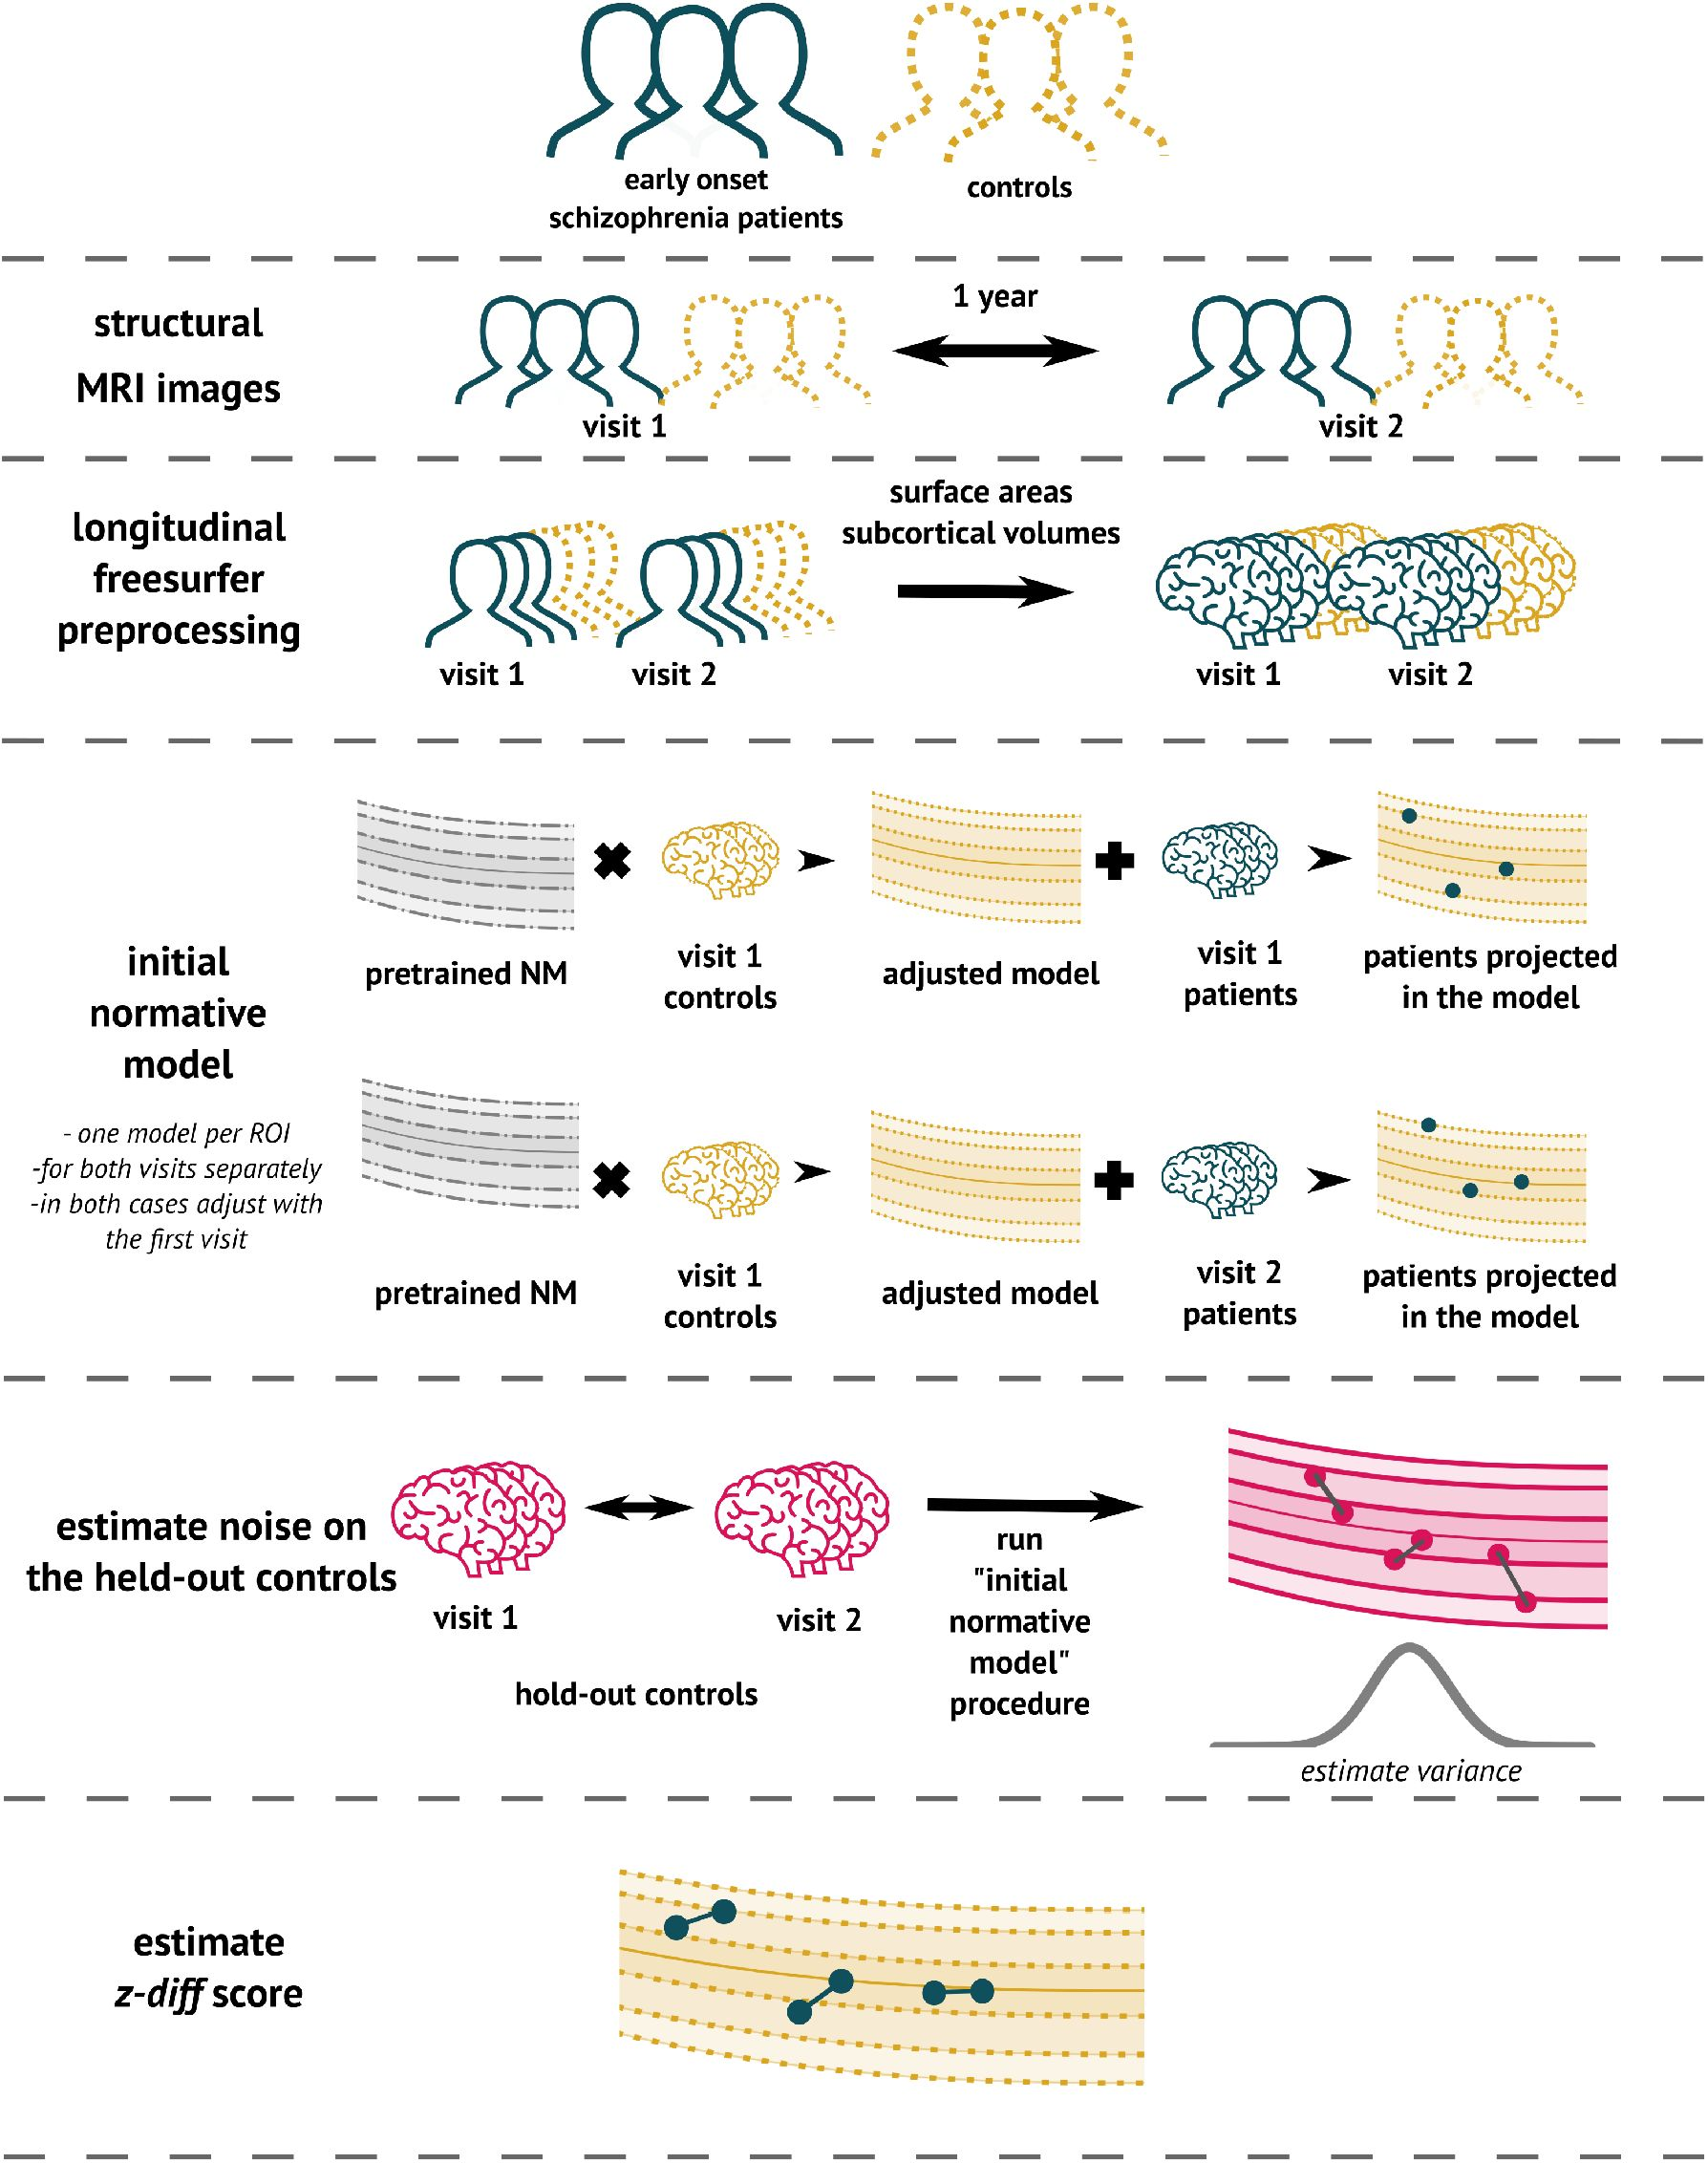 early onset
schizophrenia patients
controls
structural
MRI images
1 year
visit 1
visit 2
longitudinal
freesurfer
preprocessing
surface areas
subcortical volumes
visit 1
visit 2
visit 1
visit 2
initial
normative
model
- one model per ROI
-for both visits separately
-in both cases adjust with
the first visit
pretrained NM
visit 1
controls
adjusted model
visit 1
patients
patients projected
in the model
pretrained NM
visit 1
controls
adjusted model
visit 2
patients
patients projected
in the model
estimate noise on
the held-out controls
visit 1
visit 2
hold-out controls
run
"initial
normative
model"
procedure
estimate variance
estimate
z-diff score